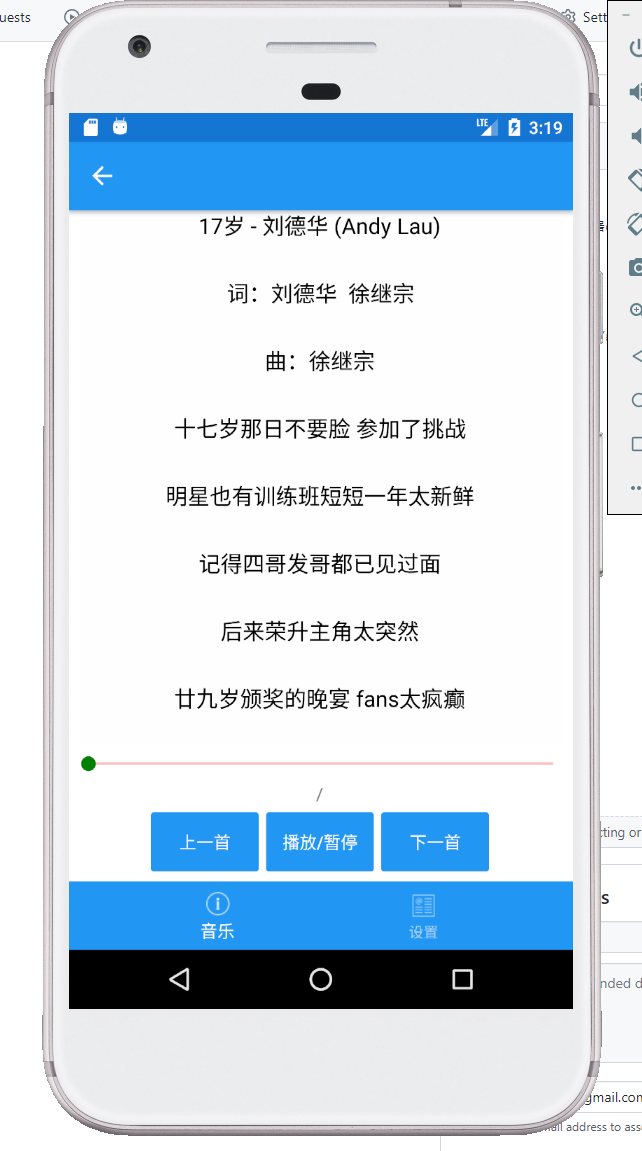 uests
Sett
LTE 3:19
17岁 - 刘德华 (Andy Lau)
词：刘德华 徐继宗
曲：徐继宗
十七岁那日不要脸 参加了挑战
明星也有训练班短短一年太新鲜
记得四哥发哥都已见过面
后来荣升主角太突然
廿九岁颁奖的晚宴 fans太疯癫
/
上一首 播放/暂停 下一首
音乐 设置
cting or
s
nded d
gmail.com
ail address to asso